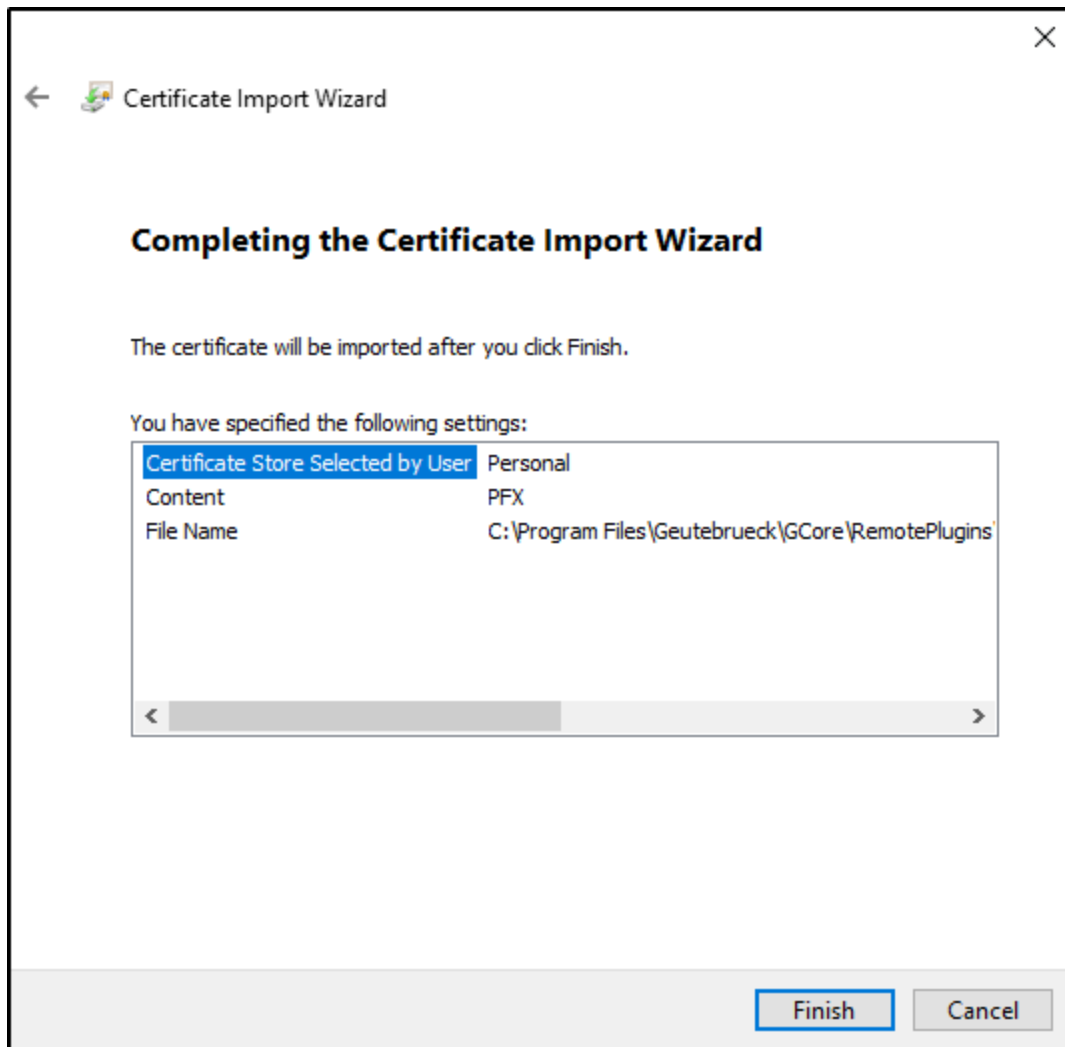 Certificate Import Wizard
Completing the Certificate Import Wizard
The certificate will be imported after you click Finish.
You have specified the following settings:
Certificate Store Selected by User Personal
Content PFX
File Name C:\Program Files\Geutebrueck\GCore\RemotePlugins\
Finish Cancel